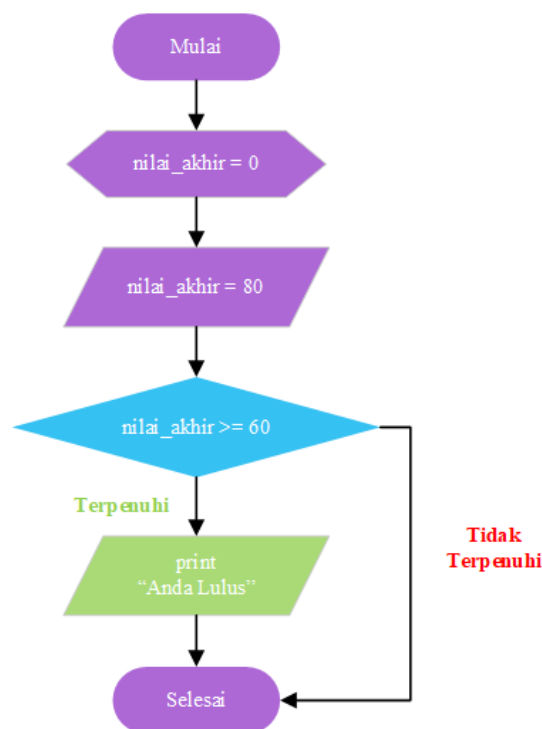 Mulai
nilai_akhir = 0
nilai_akhir = 80
nilai_akhir >= 60
Terpenuhi
Tidak
Terpenuhi
print
“Anda Lulus”
Selesai